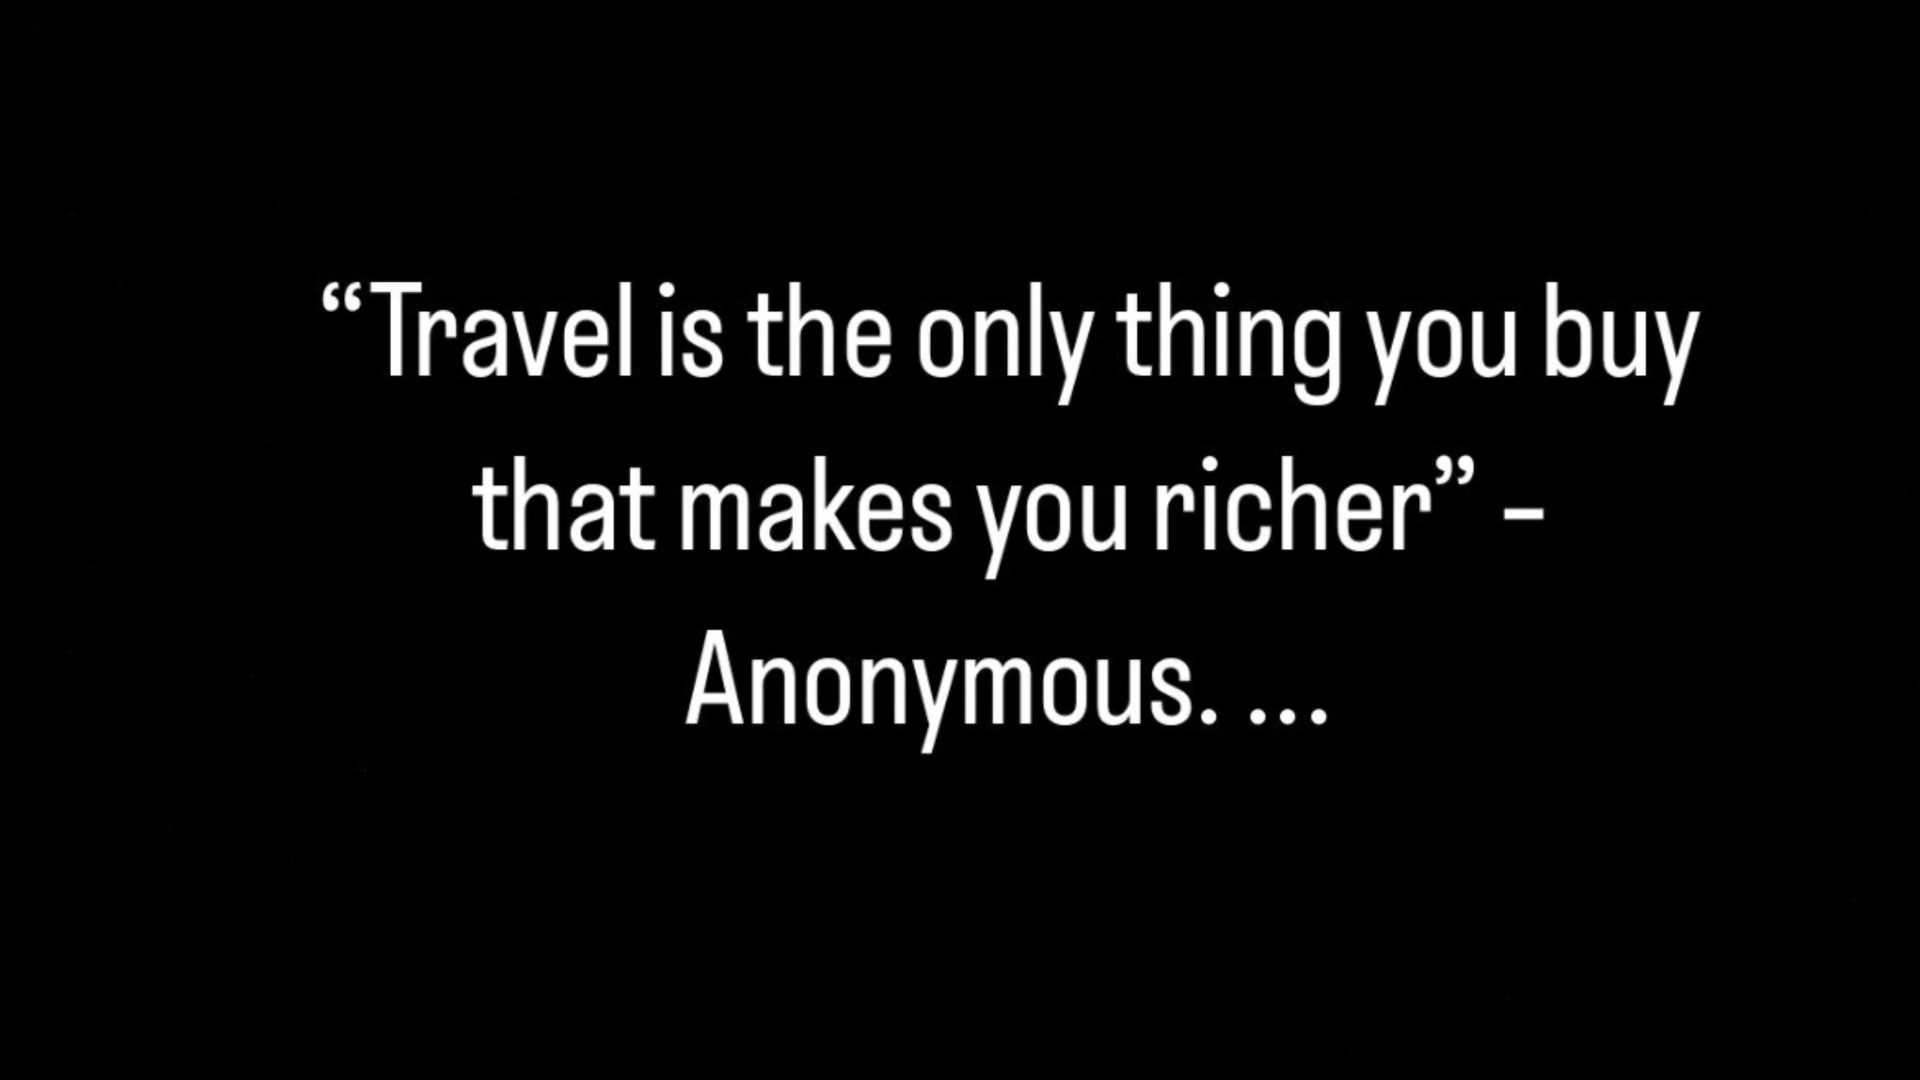 “Travel is the only thing you buy
that makes you richer” –
Anonymous. ...